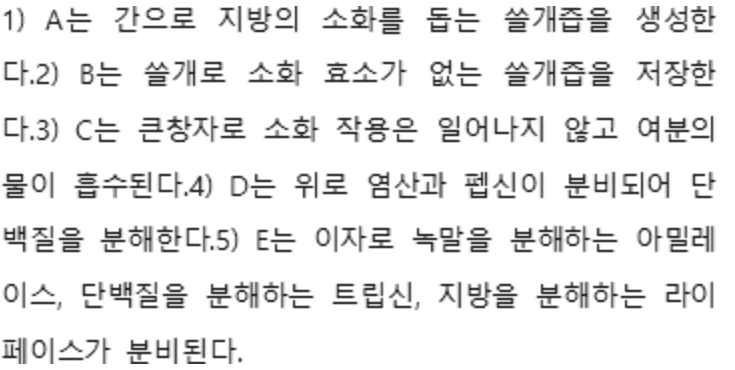 1) A는 간으로 지방의 소화를 돕는 쓸개즙을 생성한
다.2) B는 쓸개로 소화 효소가 없는 쓸개즙을 저장한
다.3) C는 큰창자로 소화 작용은 일어나지 않고 여분의
물이 흡수된다.4) D는 위로 염산과 펩신이 분비되어 단
백질을 분해한다.5) E는 이자로 녹말을 분해하는 아밀레
이스, 단백질을 분해하는 트립신, 지방을 분해하는 라이
페이스가 분비된다.